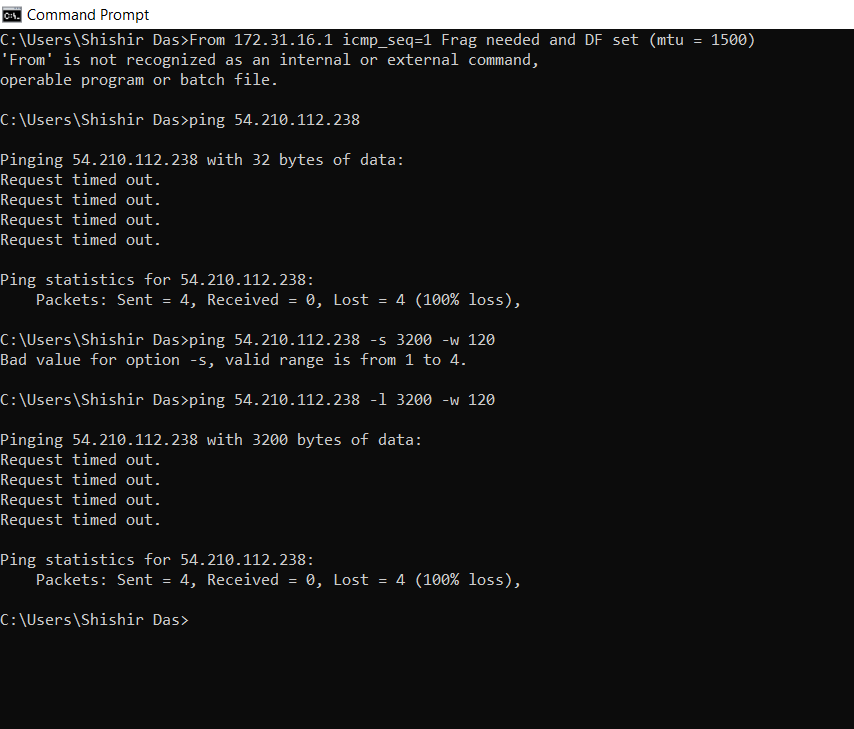 Command Prompt
C:\Users\Shishir Das>From 172.31.16.1 icmp_seq=1 Frag needed and DF set (mtu = 1500)
'From' is not recognized as an internal or external command,
operable program or batch file.
C:\Users\Shishir Das>ping 54.210.112.238
Pinging 54.210.112.238 with 32 bytes of data:
Request timed out.
Request timed out.
Request timed out.
Request timed out.
Ping statistics for 54.210.112.238:
    Packets: Sent = 4, Received = 0, Lost = 4 (100% loss),
C:\Users\Shishir Das>ping 54.210.112.238 -s 3200 -w 120
Bad value for option -s, valid range is from 1 to 4.
C:\Users\Shishir Das>ping 54.210.112.238 -l 3200 -w 120
Pinging 54.210.112.238 with 3200 bytes of data:
Request timed out.
Request timed out.
Request timed out.
Request timed out.
Ping statistics for 54.210.112.238:
    Packets: Sent = 4, Received = 0, Lost = 4 (100% loss),
C:\Users\Shishir Das>